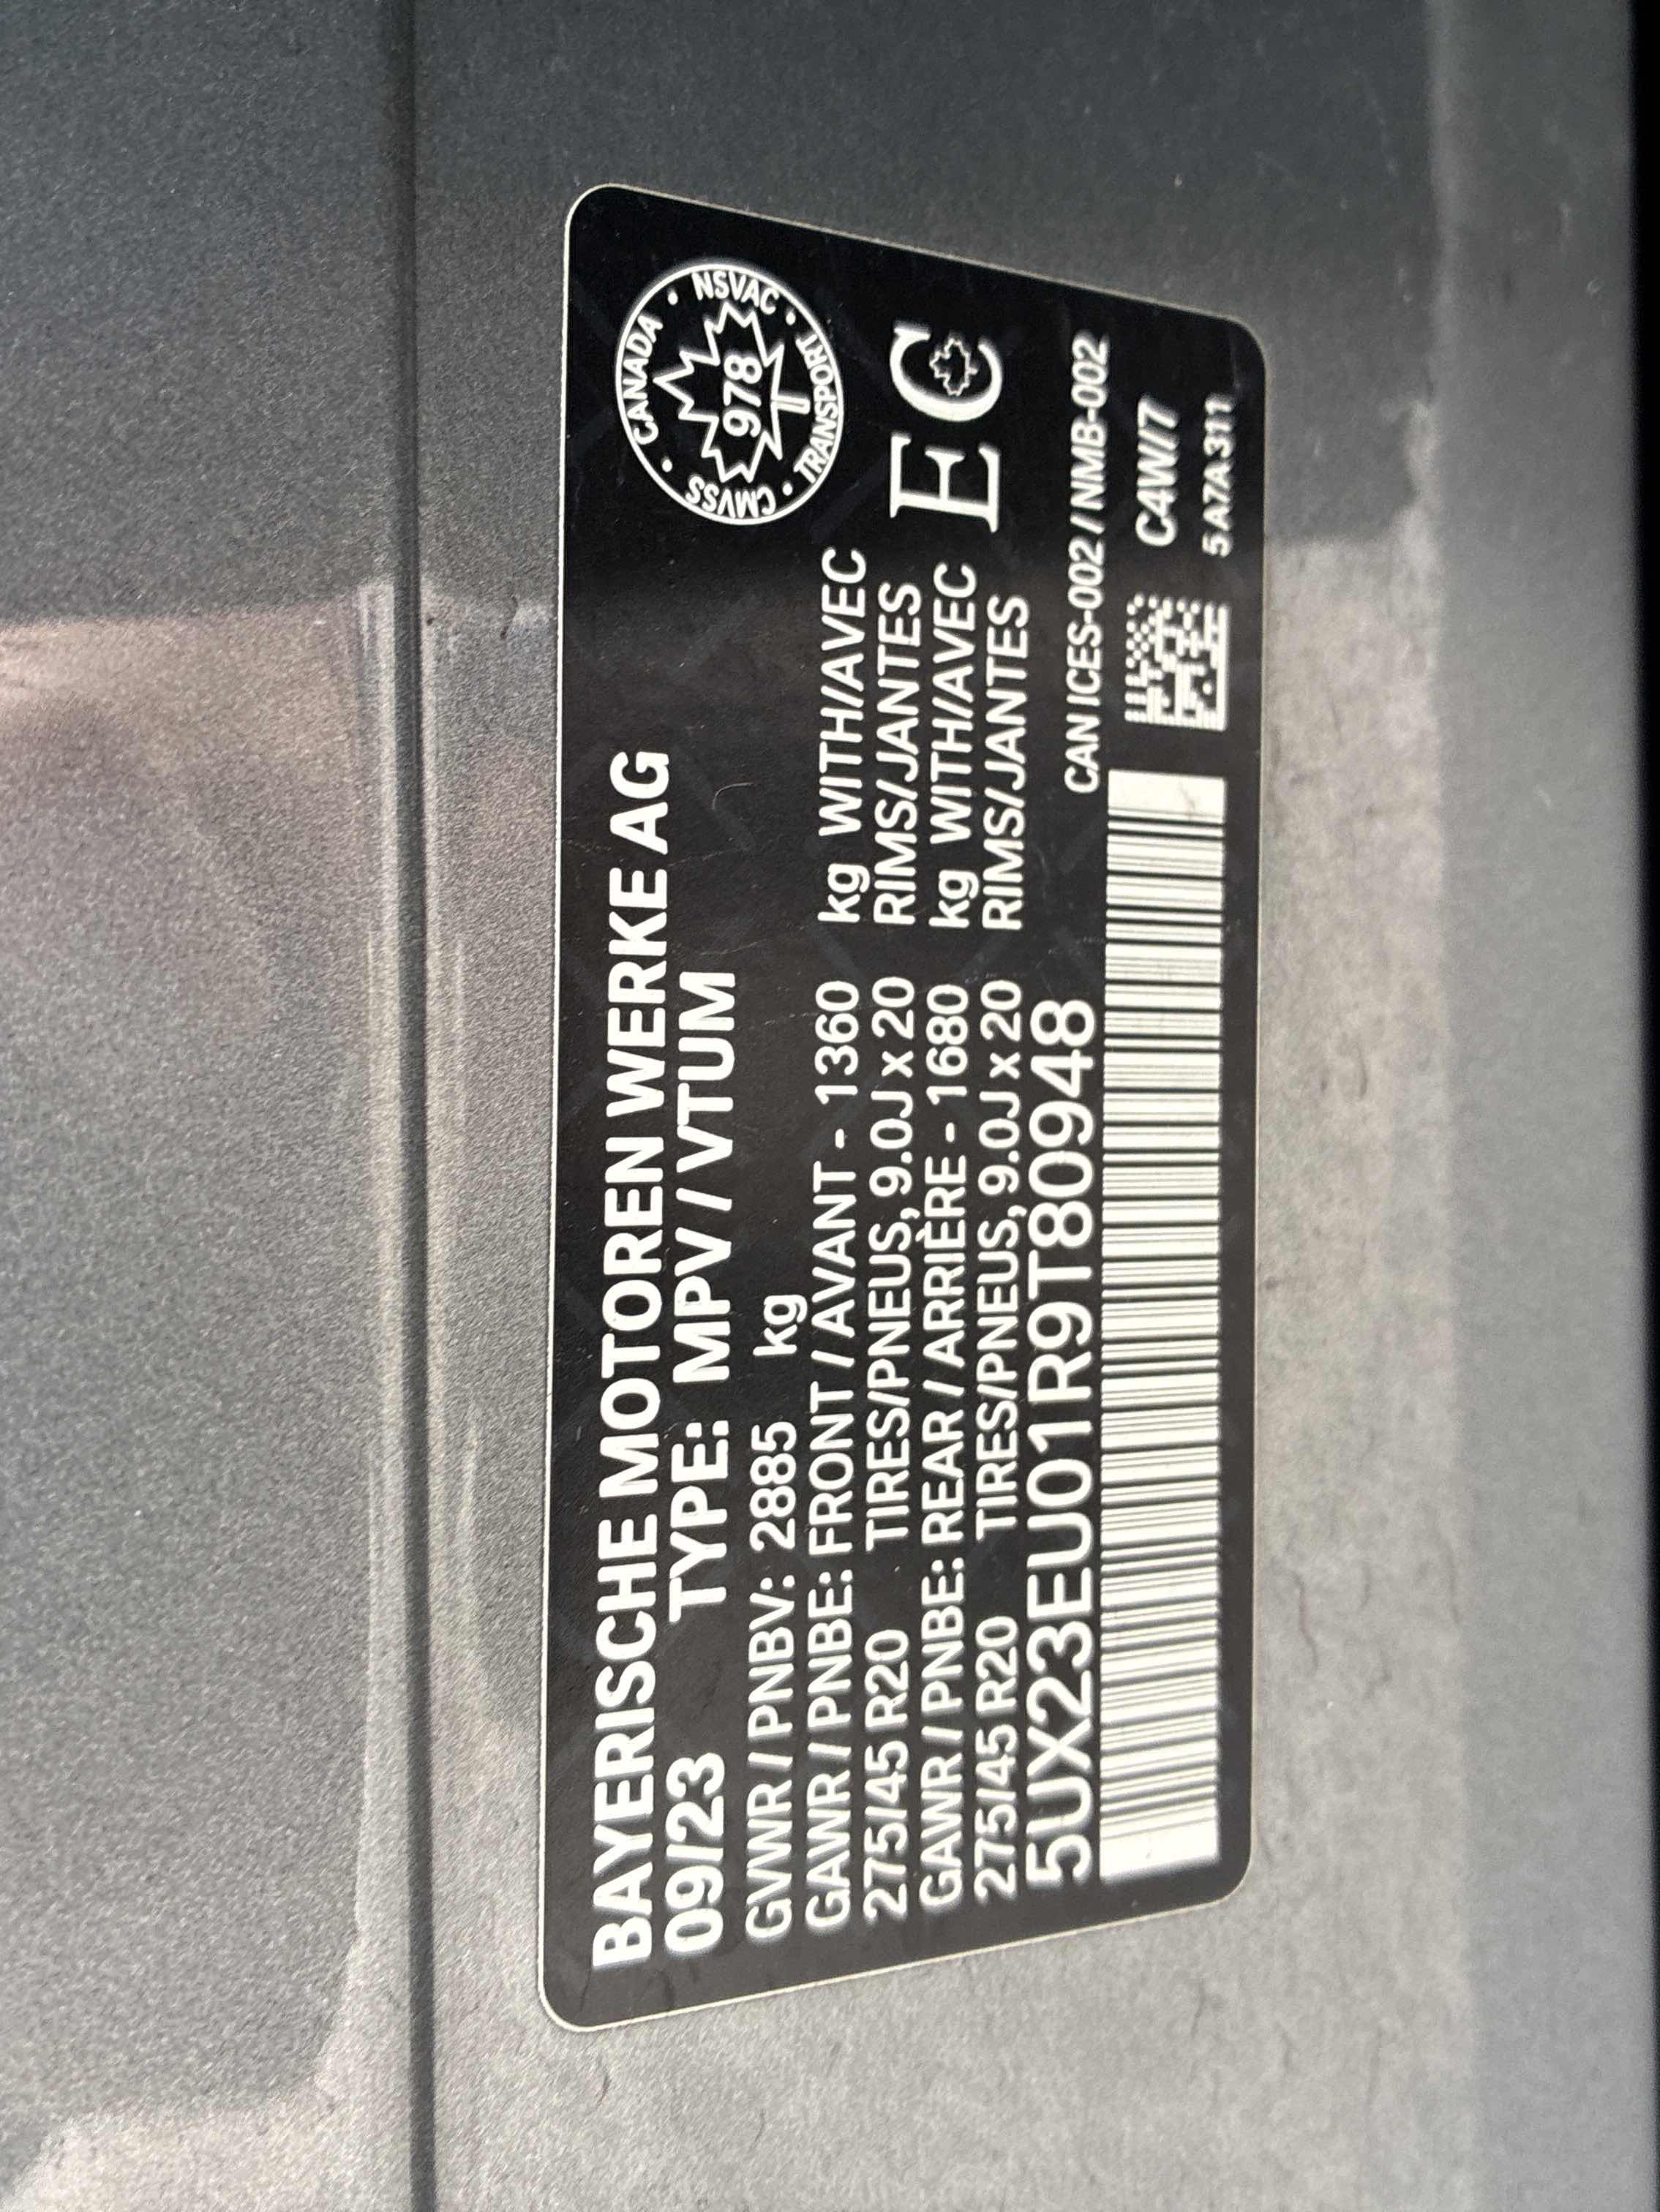 BAYERISCHE MOTOREN WERKE AG
09/23 TYPE: MPV / VTUM
GVWR / PNBV: 2885 kg
GAWR / PNBE: FRONT / AVANT - 1360 kg WITH/AVEC
275/45 R20 TIRES/PNEUS, 9.0J x 20 RIMS/JANTES
GAWR / PNBE: REAR / ARRIÈRE - 1680 kg WITH/AVEC
275/45 R20 TIRES/PNEUS, 9.0J x 20 RIMS/JANTES
5UX23EU01R9T80948
CMVSS • CANADA • NSVAC • TRANSPORT •
978
EC
CAN ICES-002 / NMB-002
C4W/7
5A7A311